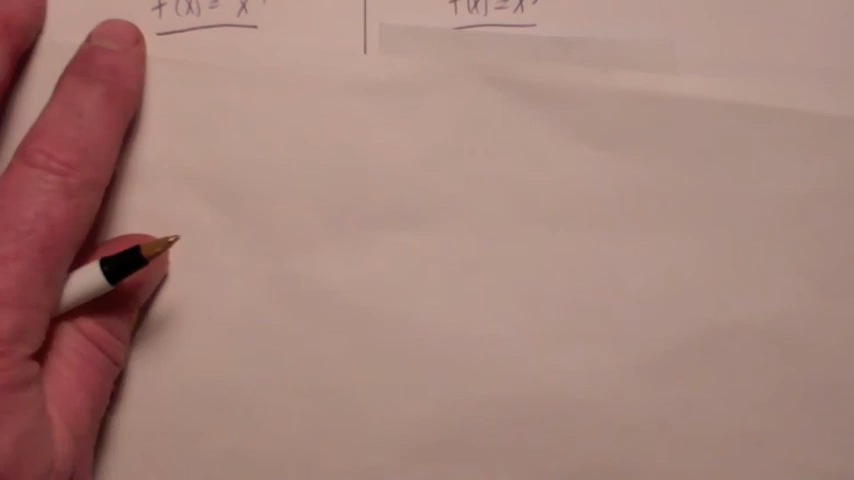 f(x) = x
f(x) = x